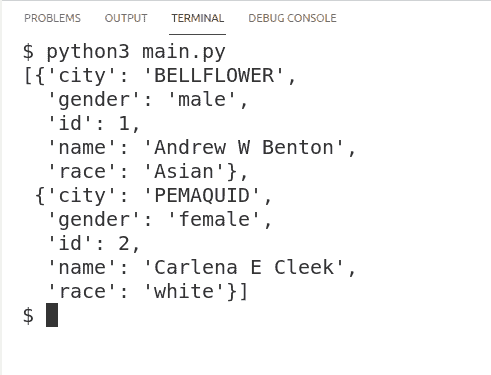 PROBLEMS OUTPUT TERMINAL DEBUG CONSOLE
$ python3 main.py
[{'city': 'BELLFLOWER',
  'gender': 'male',
  'id': 1,
  'name': 'Andrew W Benton',
  'race': 'Asian'},
 {'city': 'PEMAQUID',
  'gender': 'female',
  'id': 2,
  'name': 'Carlena E Cleek',
  'race': 'white'}]
$